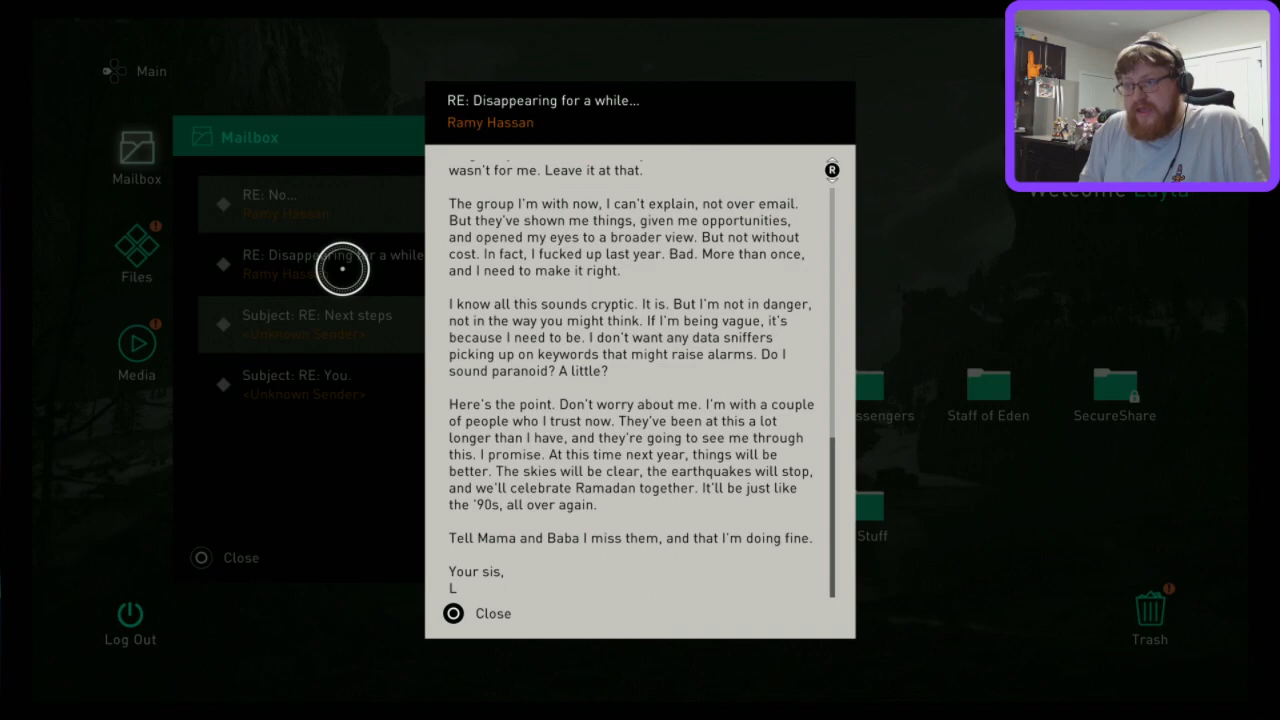 Main
RE: Disappearing for a while...
Ramy Hassan
Mailbox
Mailbox
RE: No...
Ramy Hassan
RE: Disappearing for a while
Ramy Hass
Subject: RE: Next steps
<Unknown Sender>
Subject: RE: You.
<Unknown Sender>
Close
Files
Media
Log Out
wasn't for me. Leave it at that.
The group I'm with now, I can't explain, not over email.
But they've shown me things, given me opportunities,
and opened my eyes to a broader view. But not without
cost. In fact, I fucked up last year. Bad. More than once,
and I need to make it right.
I know all this sounds cryptic. It is. But I'm not in danger,
not in the way you might think. If I'm being vague, it's
because I need to be. I don't want any data sniffers
picking up on keywords that might raise alarms. Do I
sound paranoid? A little?
Here's the point. Don't worry about me. I'm with a couple
of people who I trust now. They've been at this a lot
longer than I have, and they're going to see me through
this. I promise. At this time next year, things will be
better. The skies will be clear, the earthquakes will stop,
and we'll celebrate Ramadan together. It'll be just like
the '90s, all over again.
Tell Mama and Baba I miss them, and that I'm doing fine.
Your sis,
L
Close
R
Welcome Layla
ssengers
Staff of Eden
SecureShare
Stuff
Trash